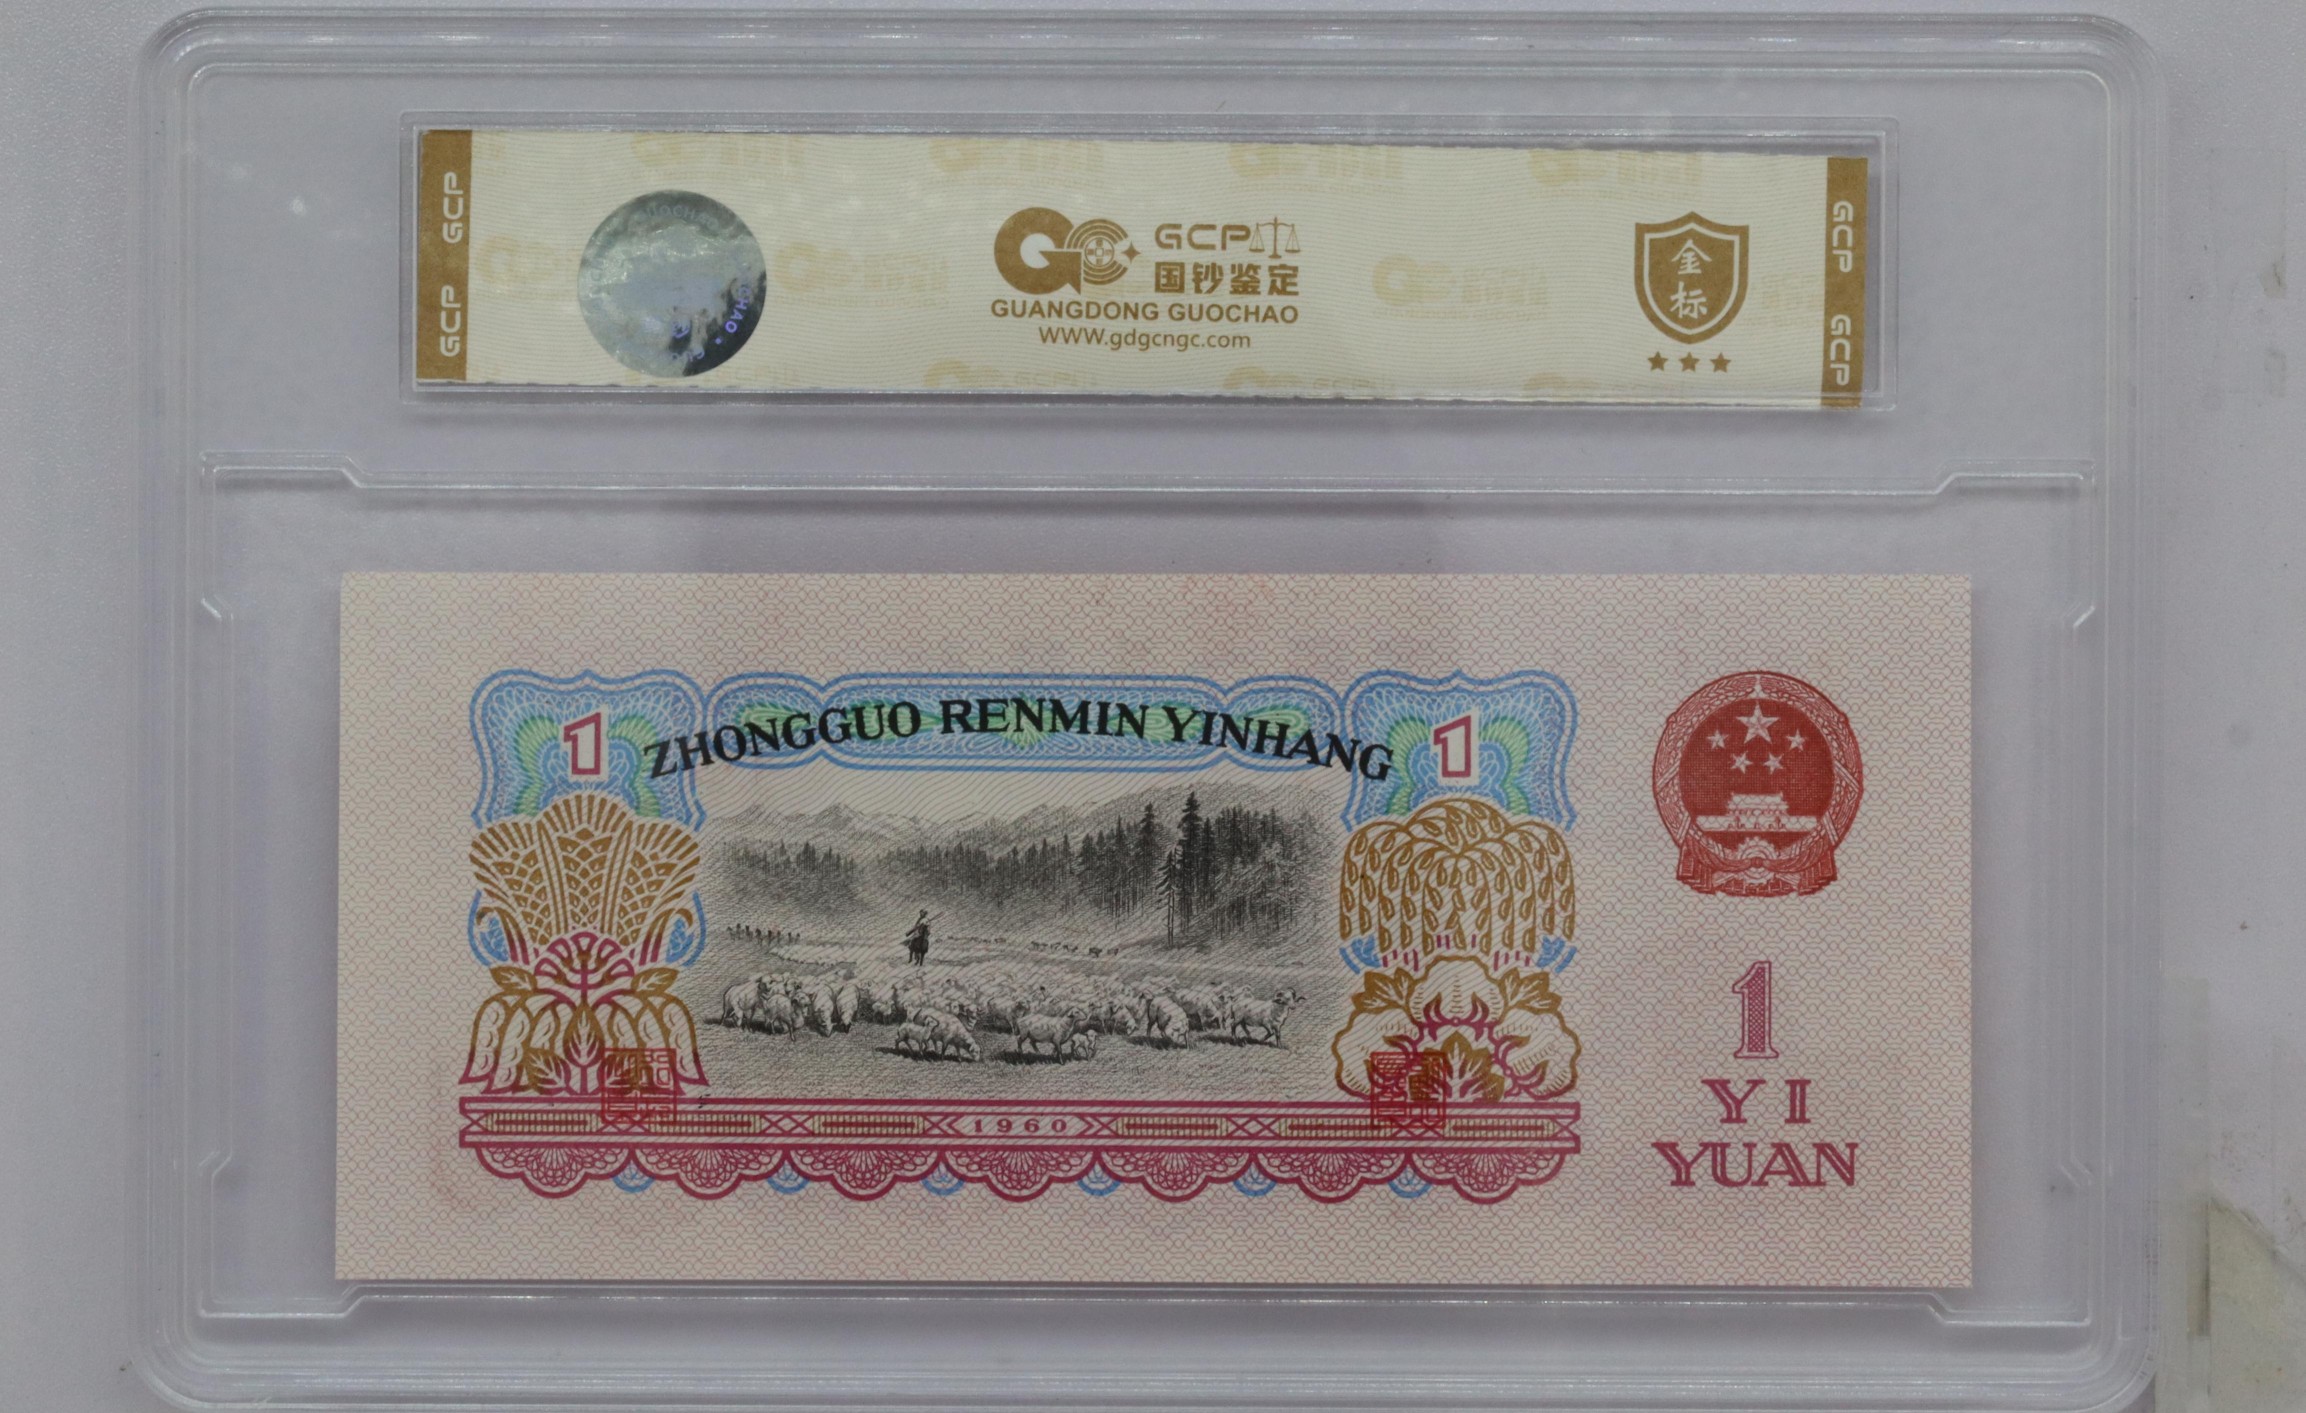 GCP GCP
GCP
国钞鉴定
GUANGDONG GUOCHAO
WWW.gdgcngc.com
金
标
GCP GCP
ZHONGGUO RENMIN YINHANG
1 1
1960
1
YI
YUAN